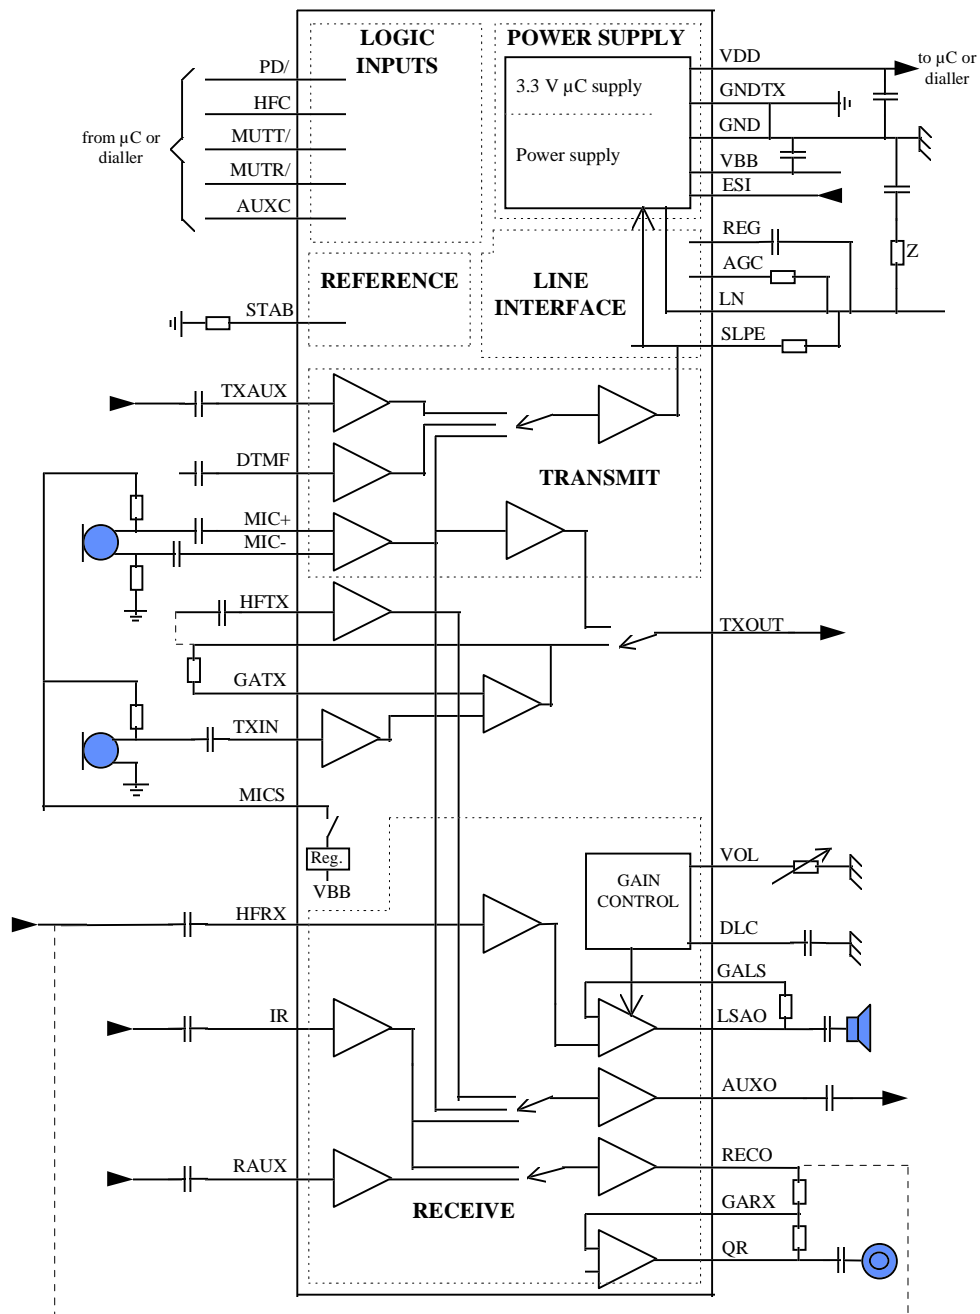 LOGIC
INPUTS
POWER SUPPLY
VDD
to µC or
dialler
PD/
3.3 V µC supply
GNDTX
HFC
GND
from µC or
dialler
MUTT/
Power supply
VBB
MUTR/
ESI
AUXC
REG
Z
AGC
REFERENCE
LINE
INTERFACE
LN
STAB
SLPE
TXAUX
DTMF
TRANSMIT
MIC+
MIC-
HFTX
TXOUT
GATX
TXIN
MICS
Reg.
VBB
VOL
GAIN
CONTROL
HFRX
DLC
GALS
IR
LSAO
AUXO
RAUX
RECO
RECEIVE
GARX
QR